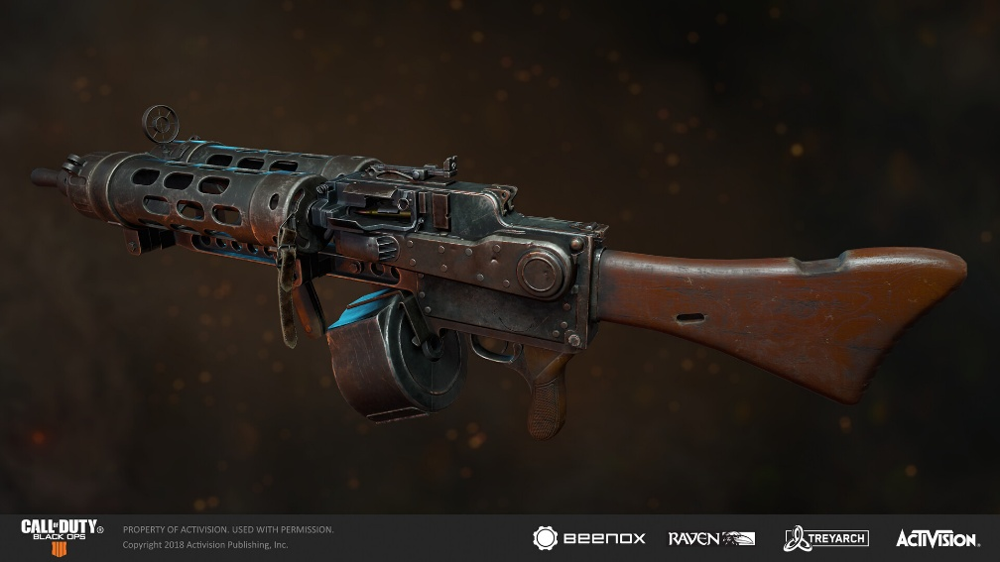 CALL OF DUTY®
BLACK OPS
IIII
PROPERTY OF ACTIVISION. USED WITH PERMISSION.
Copyright 2018 Activision Publishing, Inc.
BEENOX
RAVEN
TREYARCH
ACTIVISION®